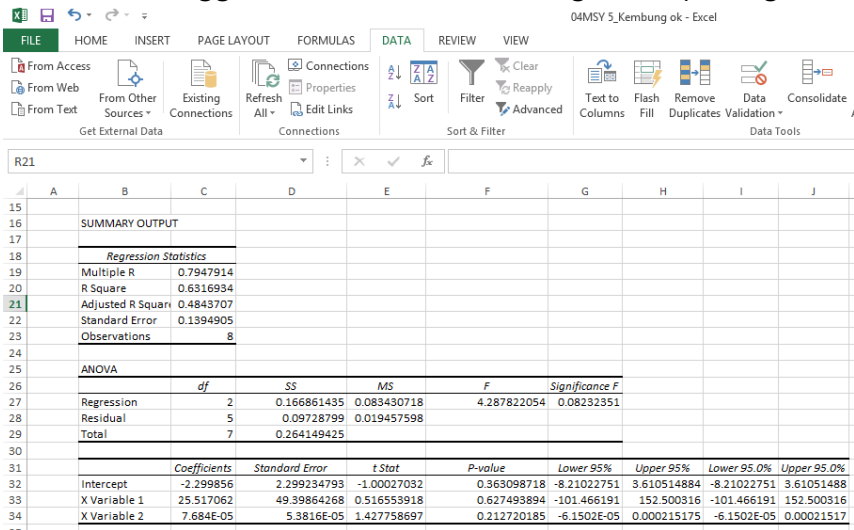 04MSY 5_Kembung ok - Excel
FILE HOME INSERT PAGE LAYOUT FORMULAS DATA REVIEW VIEW
From Access
From Web
From Text
From Other Sources
Existing Connections
Get External Data
Refresh All
Connections
Properties
Edit Links
Connections
Sort
Filter
Clear
Reapply
Advanced
Sort & Filter
Text to Columns
Flash Fill
Remove Duplicates
Data Validation
Consolidate
Data Tools
R21 fx
A B C D E F G H I J
15
16 SUMMARY OUTPUT
17
18 Regression Statistics
19 Multiple R 0.7947914
20 R Square 0.6316934
21 Adjusted R Squar 0.4843707
22 Standard Error 0.1394905
23 Observations 8
24
25 ANOVA
26 df SS MS F Significance F
27 Regression 2 0.166861435 0.083430718 4.287822054 0.08232351
28 Residual 5 0.09728799 0.019457598
29 Total 7 0.264149425
30
31 Coefficients Standard Error t Stat P-value Lower 95% Upper 95% Lower 95.0% Upper 95.0%
32 Intercept -2.299856 2.299234793 -1.00027032 0.363098718 -8.21022751 3.610514884 -8.21022751 3.61051488
33 X Variable 1 25.517062 49.39864268 0.516553918 0.627493894 -101.466191 152.500316 -101.466191 152.500316
34 X Variable 2 7.684E-05 5.3816E-05 1.427758697 0.212720185 -6.1502E-05 0.000215175 -6.1502E-05 0.00021517